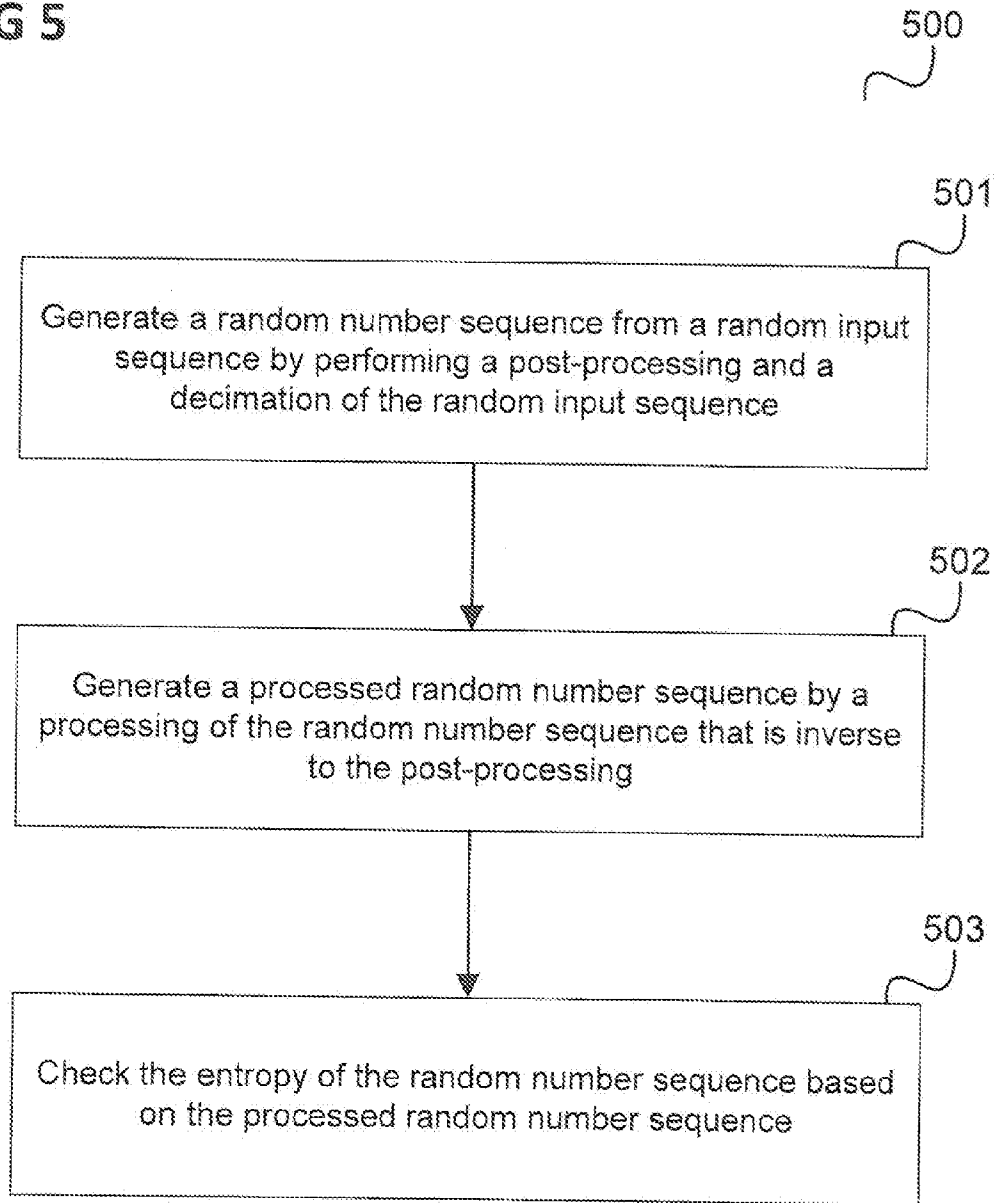 G 5
500
501
Generate a random number sequence from a random input
sequence by performing a post-processing and a
decimation of the random input sequence
502
Generate a processed random number sequence by a
processing of the random number sequence that is inverse
to the post-processing
503
Check the entropy of the random number sequence based
on the processed random number sequence